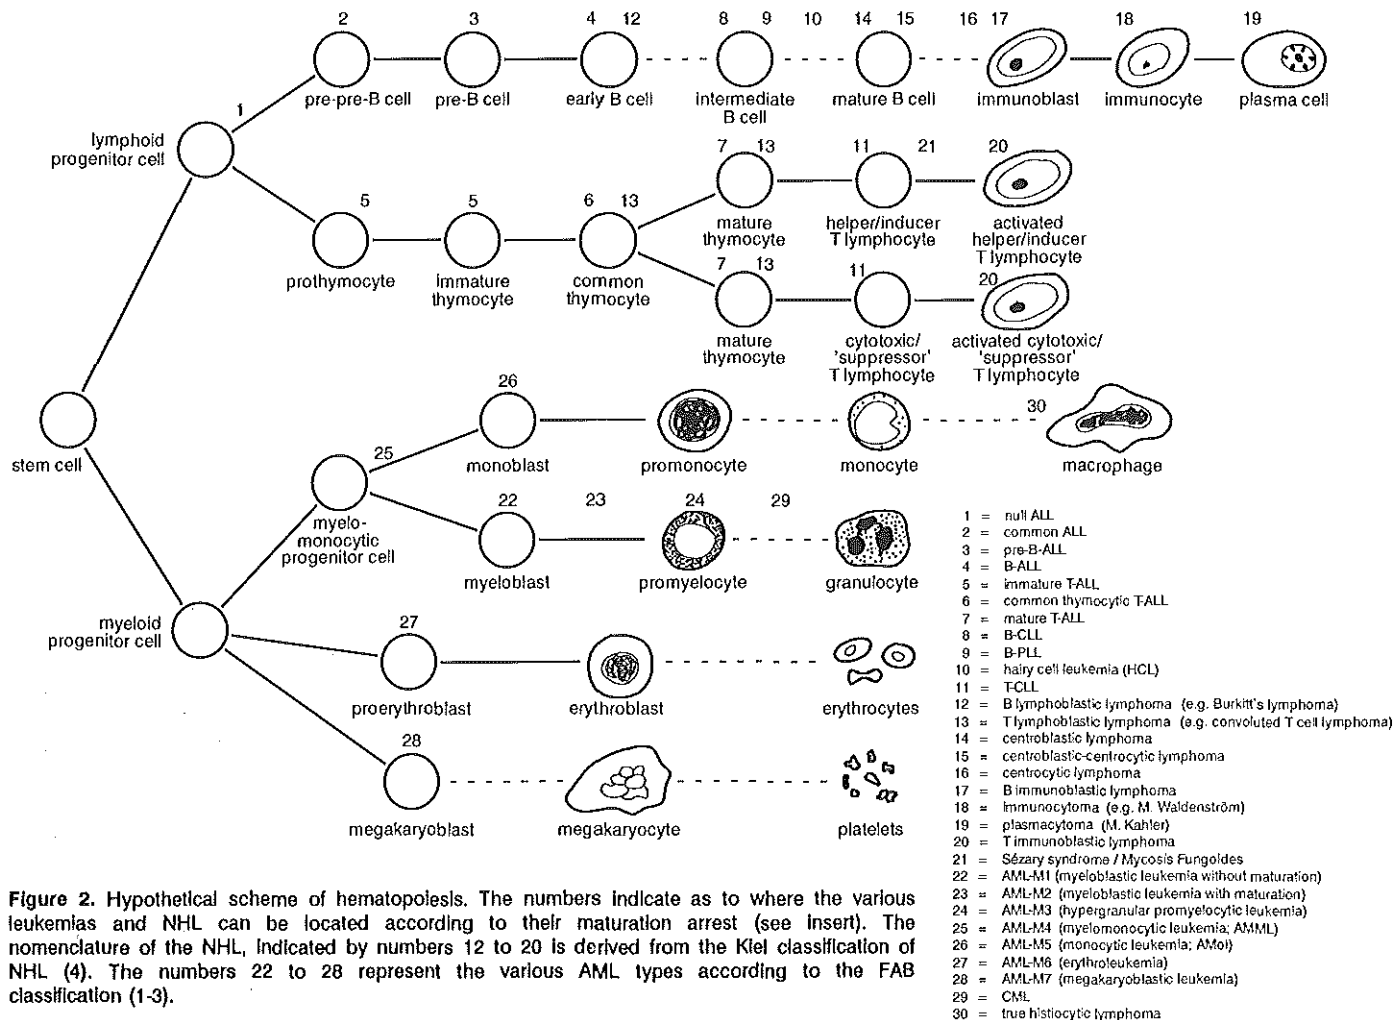 2 3 4 12 8 9 10 14 15 16 17 18 19
pre-pre-B cell pre-B cell early B cell intermediate B cell mature B cell immunoblast immunocyte plasma cell
1
lymphoid
progenitor cell
7 13 11 21 20
mature
thymocyte
helper/inducer
T lymphocyte
activated
helper/inducer
T lymphocyte
5 5 6 13
prothymocyte
immature
thymocyte
common
thymocyte
7 13 11 20
mature
thymocyte
cytotoxic/
'suppressor'
T lymphocyte
activated cytotoxic/
'suppressor'
T lymphocyte
stem cell
26 30
monoblast promonocyte monocyte macrophage
25
myelo-
monocytic
progenitor cell
22 23 24 29
myeloblast promyelocyte granulocyte
myeloid
progenitor cell
27
proerythroblast erythroblast erythrocytes
28
megakaryoblast megakaryocyte platelets
1 = null ALL
2 = common ALL
3 = pre-B-ALL
4 = B-ALL
5 = immature T-ALL
6 = common thymocytic T-ALL
7 = mature T-ALL
8 = B-CLL
9 = B-PLL
10 = hairy cell leukemia (HCL)
11 = T-CLL
12 = B lymphoblastic lymphoma (e.g. Burkitt's lymphoma)
13 = T lymphoblastic lymphoma (e.g. convoluted T cell lymphoma)
14 = centroblastic lymphoma
15 = centroblastic-centrocytic lymphoma
16 = centrocytic lymphoma
17 = B immunoblastic lymphoma
18 = immunocytoma (e.g. M. Waldenström)
19 = plasmacytoma (M. Kahler)
20 = T immunoblastic lymphoma
21 = Sézary syndrome / Mycosis Fungoides
22 = AML-M1 (myeloblastic leukemia without maturation)
23 = AML-M2 (myeloblastic leukemia with maturation)
24 = AML-M3 (hypergranular promyelocytic leukemia)
25 = AML-M4 (myelomonocytic leukemia; AMML)
26 = AML-M5 (monocytic leukemia; AMoL)
27 = AML-M6 (erythroleukemia)
28 = AML-M7 (megakaryoblastic leukemia)
29 = CML
30 = true histiocytic lymphoma
Figure 2. Hypothetical scheme of hematopoiesis. The numbers indicate as to where the various
leukemias and NHL can be located according to their maturation arrest (see insert). The
nomenclature of the NHL, indicated by numbers 12 to 20 is derived from the Kiel classification of
NHL (4). The numbers 22 to 28 represent the various AML types according to the FAB
classification (1-3).